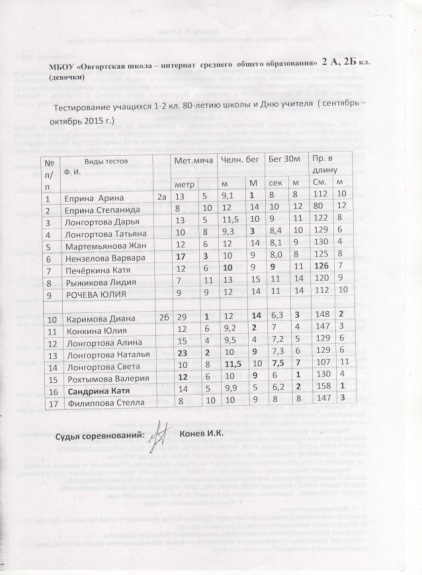 МБОУ «Овгортская школа – интернат среднего общего образования» 2 А, 2Б кл.
(девочки)
Тестирование учащихся 1-2 кл. 80-летию школы и Дню учителя ( сентябрь –
октябрь 2015 г.)
№ п/п Виды тестов Ф. И. Мет.мяча Челн. бег Бег 30м Пр. в длину
метр м М сек м См. м
1 Еприна Арина 2а 13 5 9,1 1 8 8 112 10
2 Еприна Степанида 8 10 12 14 10 12 80 12
3 Лонгортова Дарья 13 5 11,5 10 9 11 122 8
4 Лонгортова Татьяна 10 8 9,3 3 8,4 10 129 6
5 Мартемьянова Жан 12 6 12 14 8,1 9 130 4
6 Нензелова Варвара 17 3 10 9 8,0 8 125 8
7 Печёркина Катя 12 6 10 9 9 11 126 7
8 Рыжикова Лидия 7 11 13 15 11 14 120 9
9 РОЧЕВА ЮЛИЯ 9 9 12 14 11 14 112 10
10 Каримова Диана 2б 29 1 12 14 6,3 3 148 2
11 Конкина Юлия 12 6 9,2 2 7 4 147 3
12 Лонгортова Алина 15 4 9,5 4 7,2 5 129 6
13 Лонгортова Наталья 23 2 10 9 7,3 6 129 6
14 Лонгортова Света 10 8 11,5 10 7,5 7 107 11
15 Рохтымова Валерия 12 6 10 9 6 1 130 4
16 Сандрина Катя 14 5 9,9 5 6,2 2 158 1
17 Филиппова Стелла 8 10 10 9 8 8 147 3
Судья соревнований: Конев И.К.